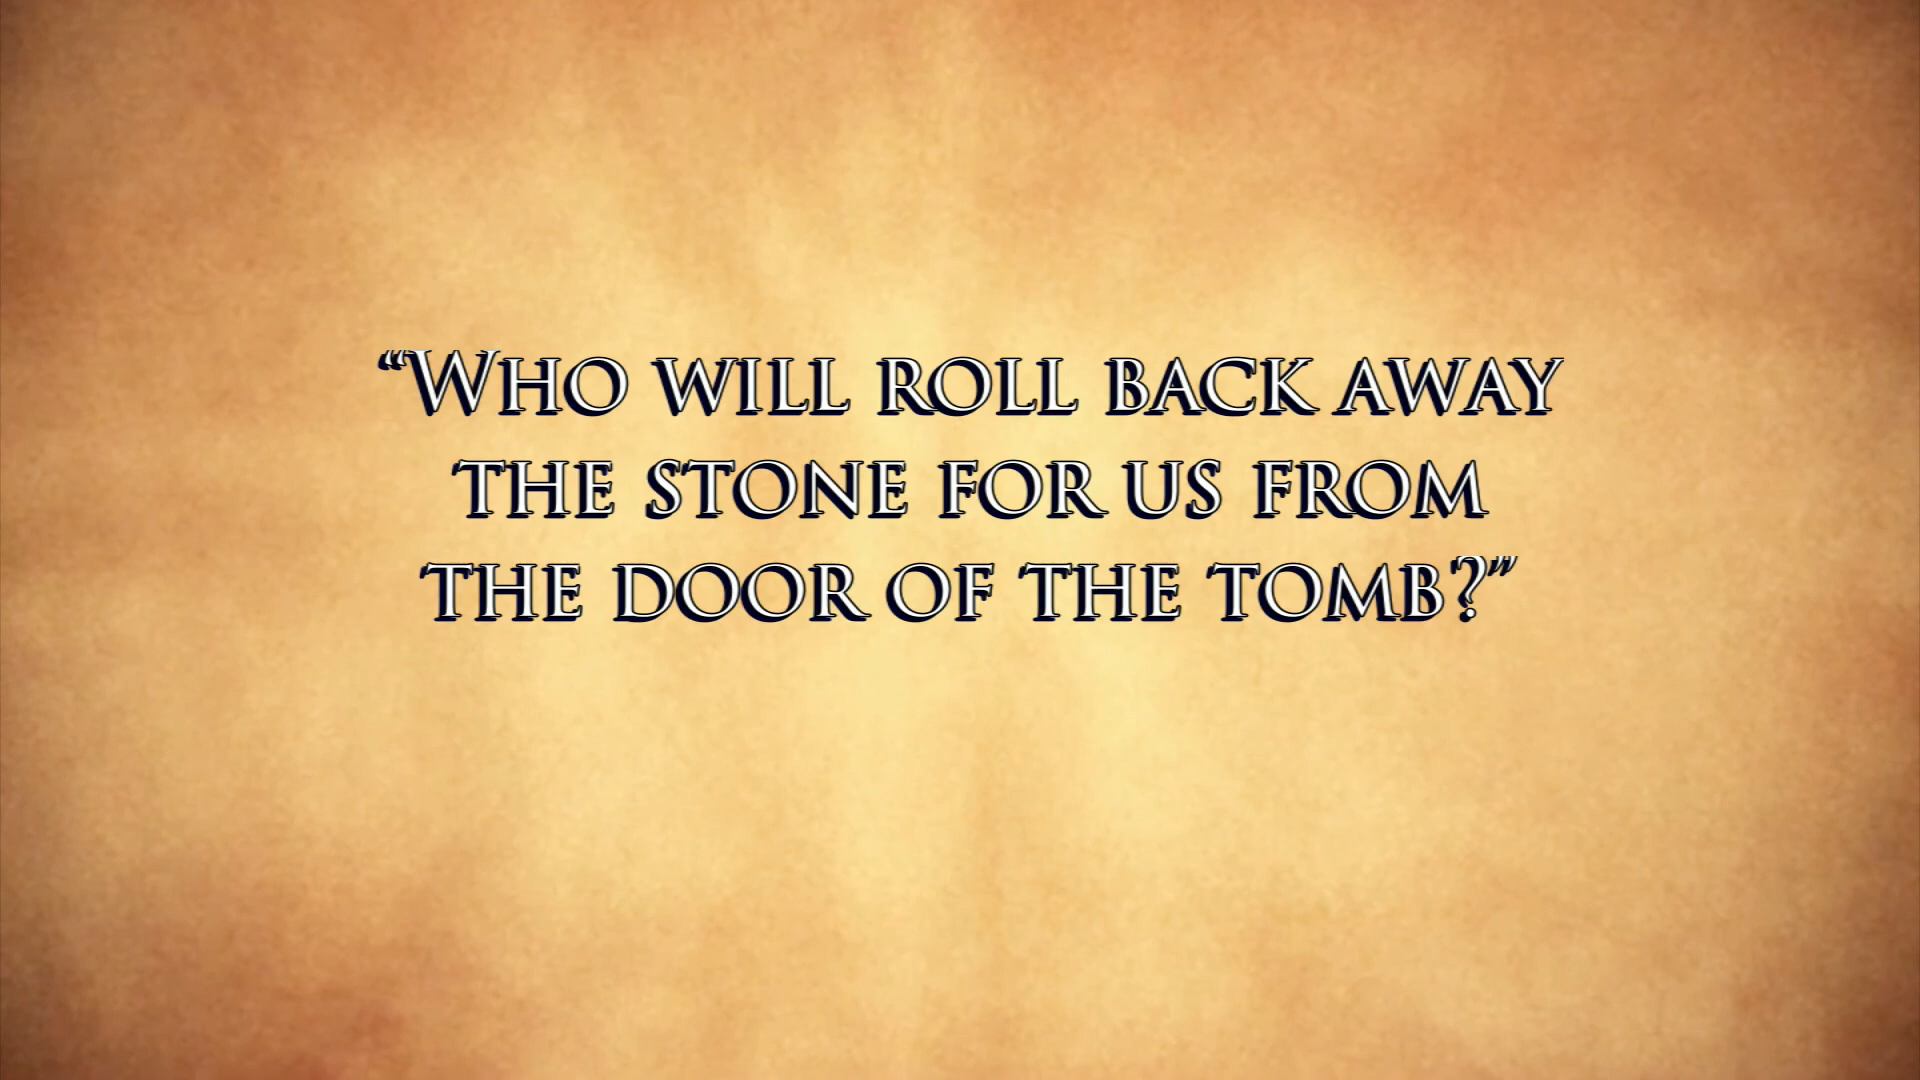 “Who will roll back away
the stone for us from
the door of the tomb?”